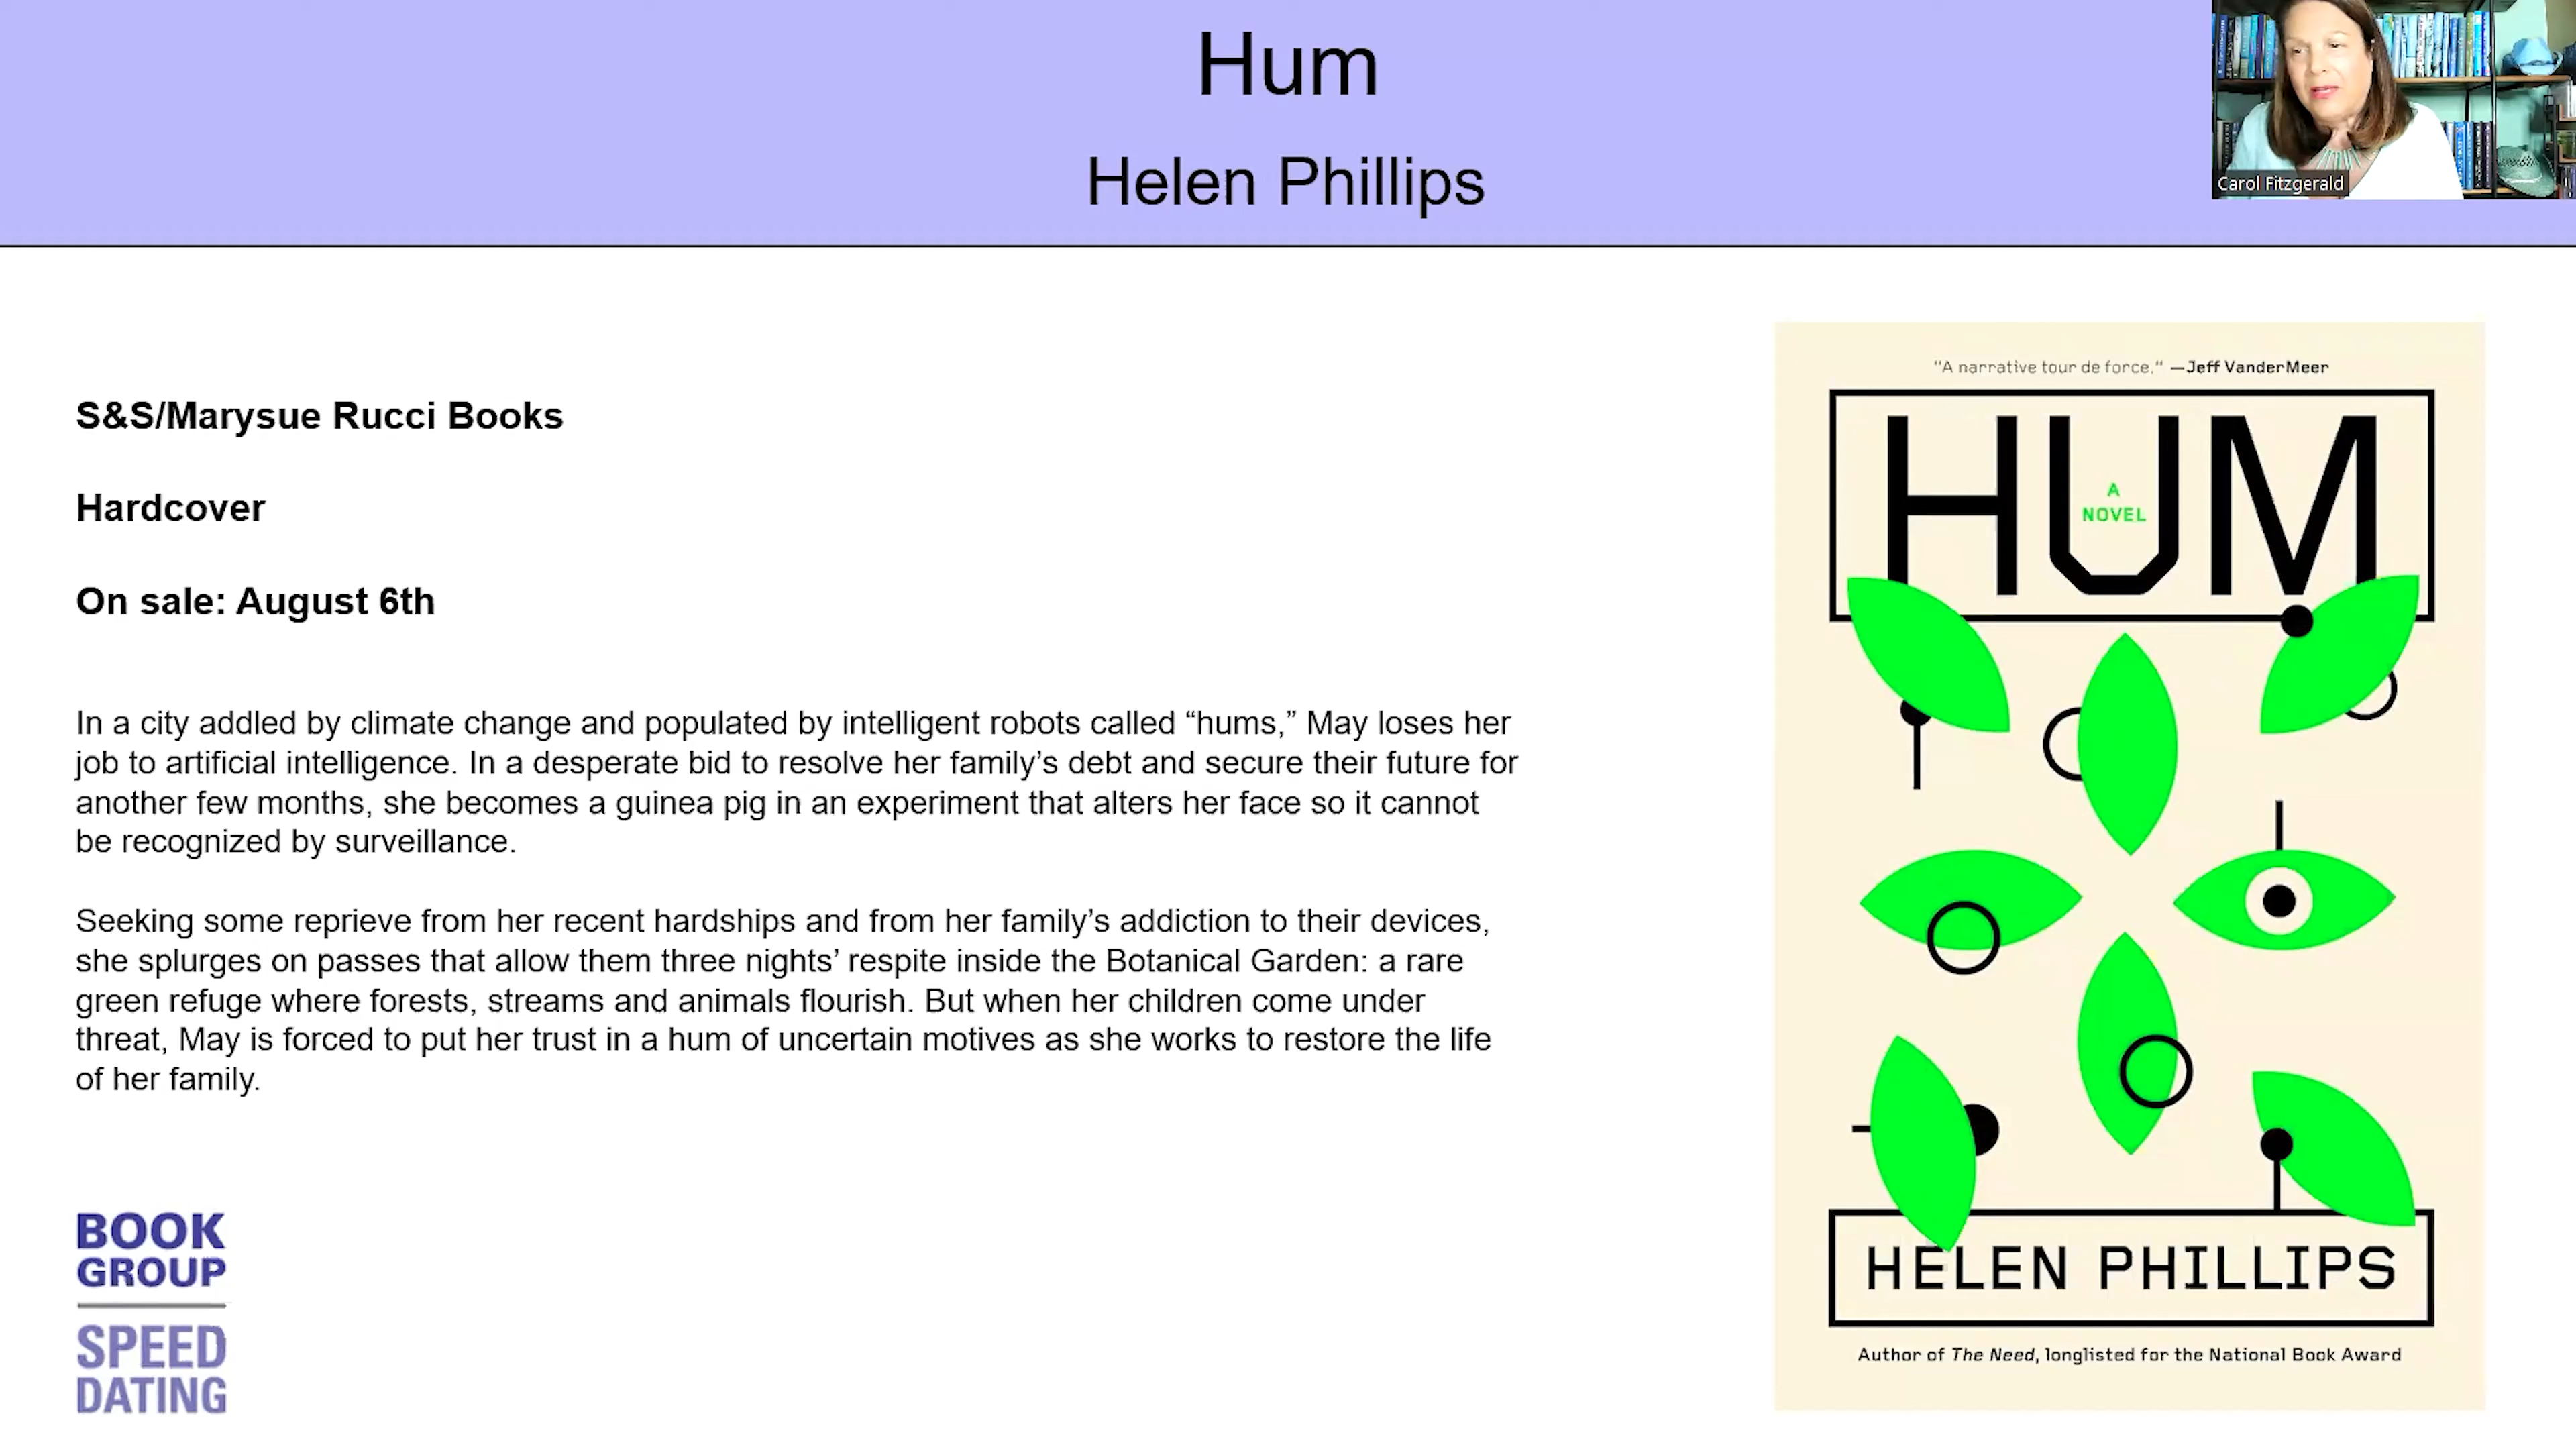 Hum
Helen Phillips
Carol Fitzgerald
S&S/Marysue Rucci Books
Hardcover
On sale: August 6th
In a city addled by climate change and populated by intelligent robots called “hums,” May loses her
job to artificial intelligence. In a desperate bid to resolve her family’s debt and secure their future for
another few months, she becomes a guinea pig in an experiment that alters her face so it cannot
be recognized by surveillance.
Seeking some reprieve from her recent hardships and from her family’s addiction to their devices,
she splurges on passes that allow them three nights’ respite inside the Botanical Garden: a rare
green refuge where forests, streams and animals flourish. But when her children come under
threat, May is forced to put her trust in a hum of uncertain motives as she works to restore the life
of her family.
BOOK
GROUP
SPEED
DATING
“A narrative tour de force.” —Jeff VanderMeer
HUM
A
NOVEL
HELEN PHILLIPS
Author of The Need, longlisted for the National Book Award